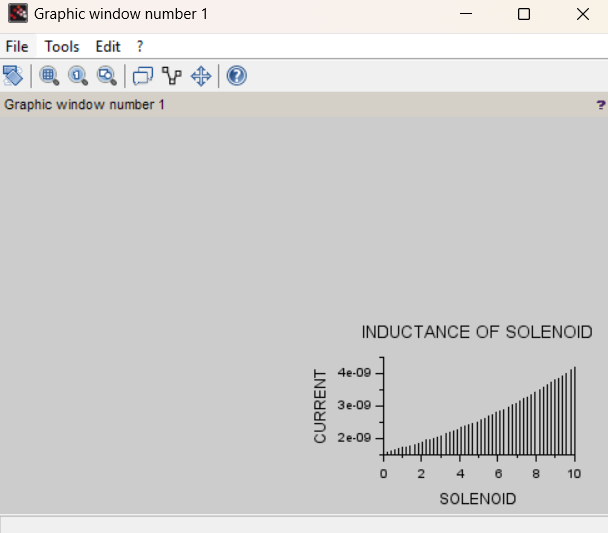 Graphic window number 1
File Tools Edit ?
Graphic window number 1 ?
INDUCTANCE OF SOLENOID
CURRENT
4e-09
3e-09
2e-09
0 2 4 6 8 10
SOLENOID